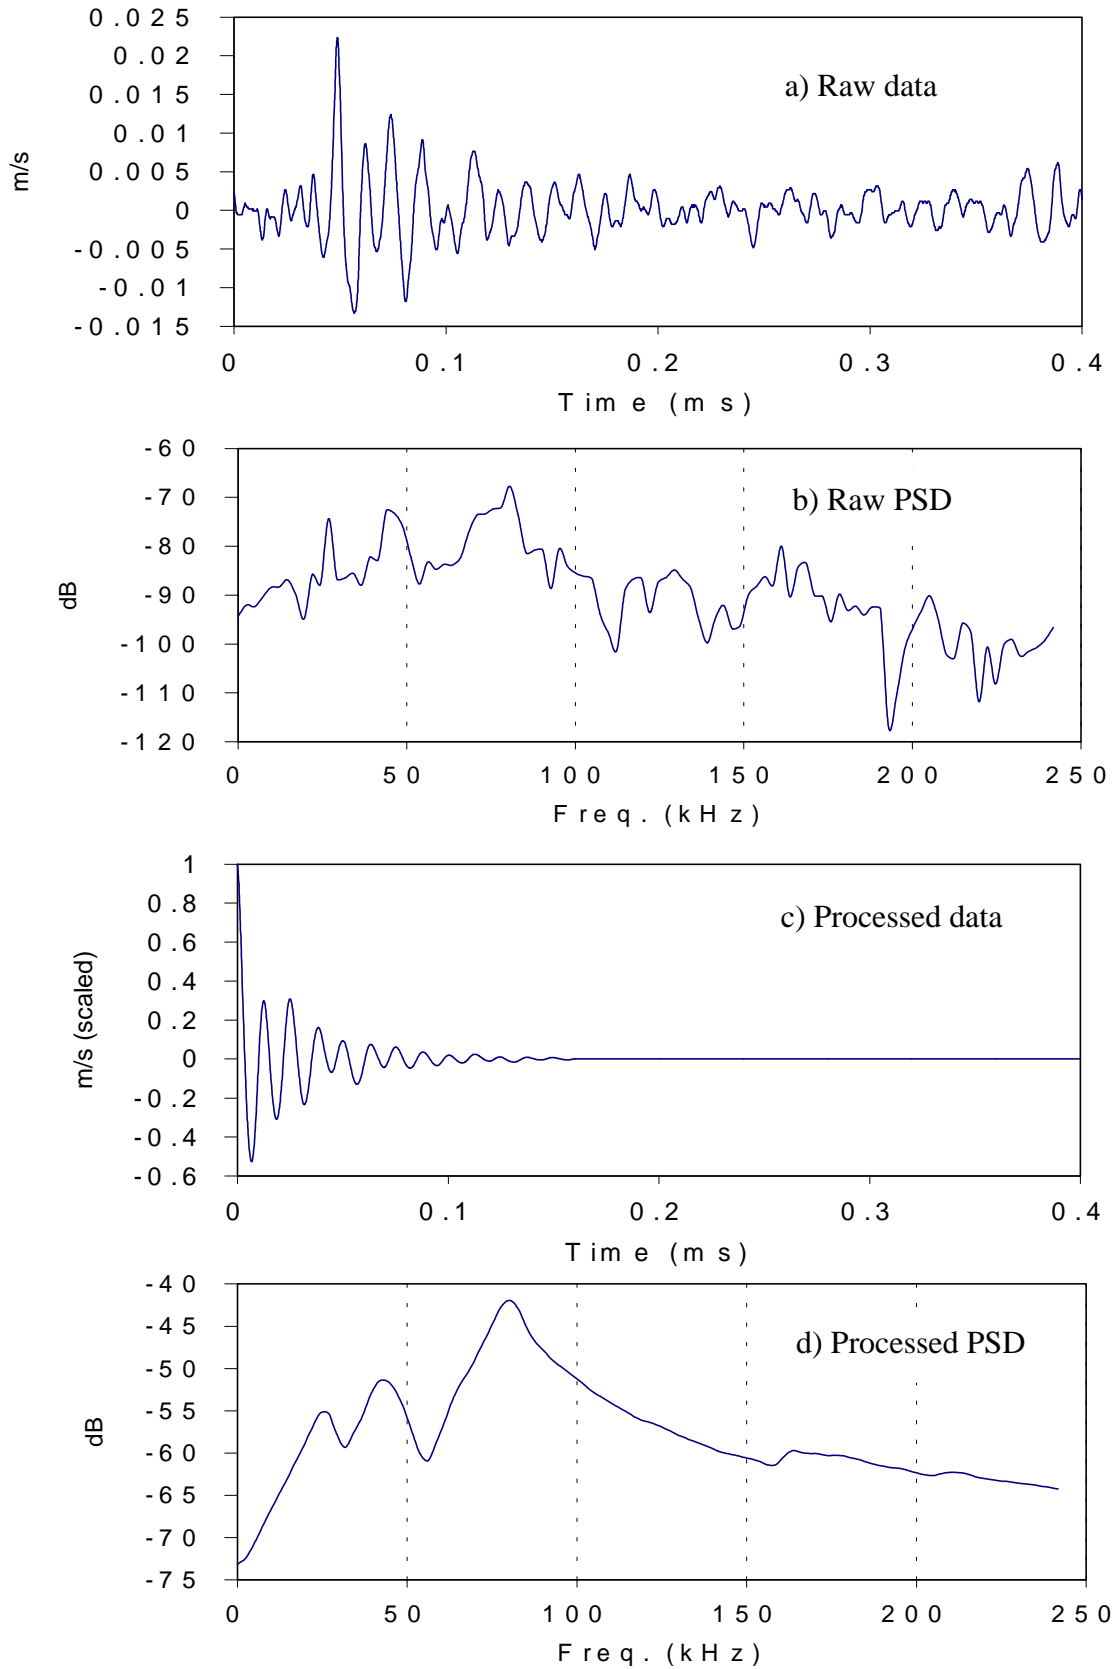 0.025
0.02
0.015
0.01
0.005
0
-0.005
-0.01
-0.015
m/s
a) Raw data
0 0.1 0.2 0.3 0.4
Time (ms)
-60
-70
-80
-90
-100
-110
-120
dB
b) Raw PSD
0 50 100 150 200 250
Freq. (kHz)
1
0.8
0.6
0.4
0.2
0
-0.2
-0.4
-0.6
m/s (scaled)
c) Processed data
0 0.1 0.2 0.3 0.4
Time (ms)
-40
-45
-50
-55
-60
-65
-70
-75
dB
d) Processed PSD
0 50 100 150 200 250
Freq. (kHz)